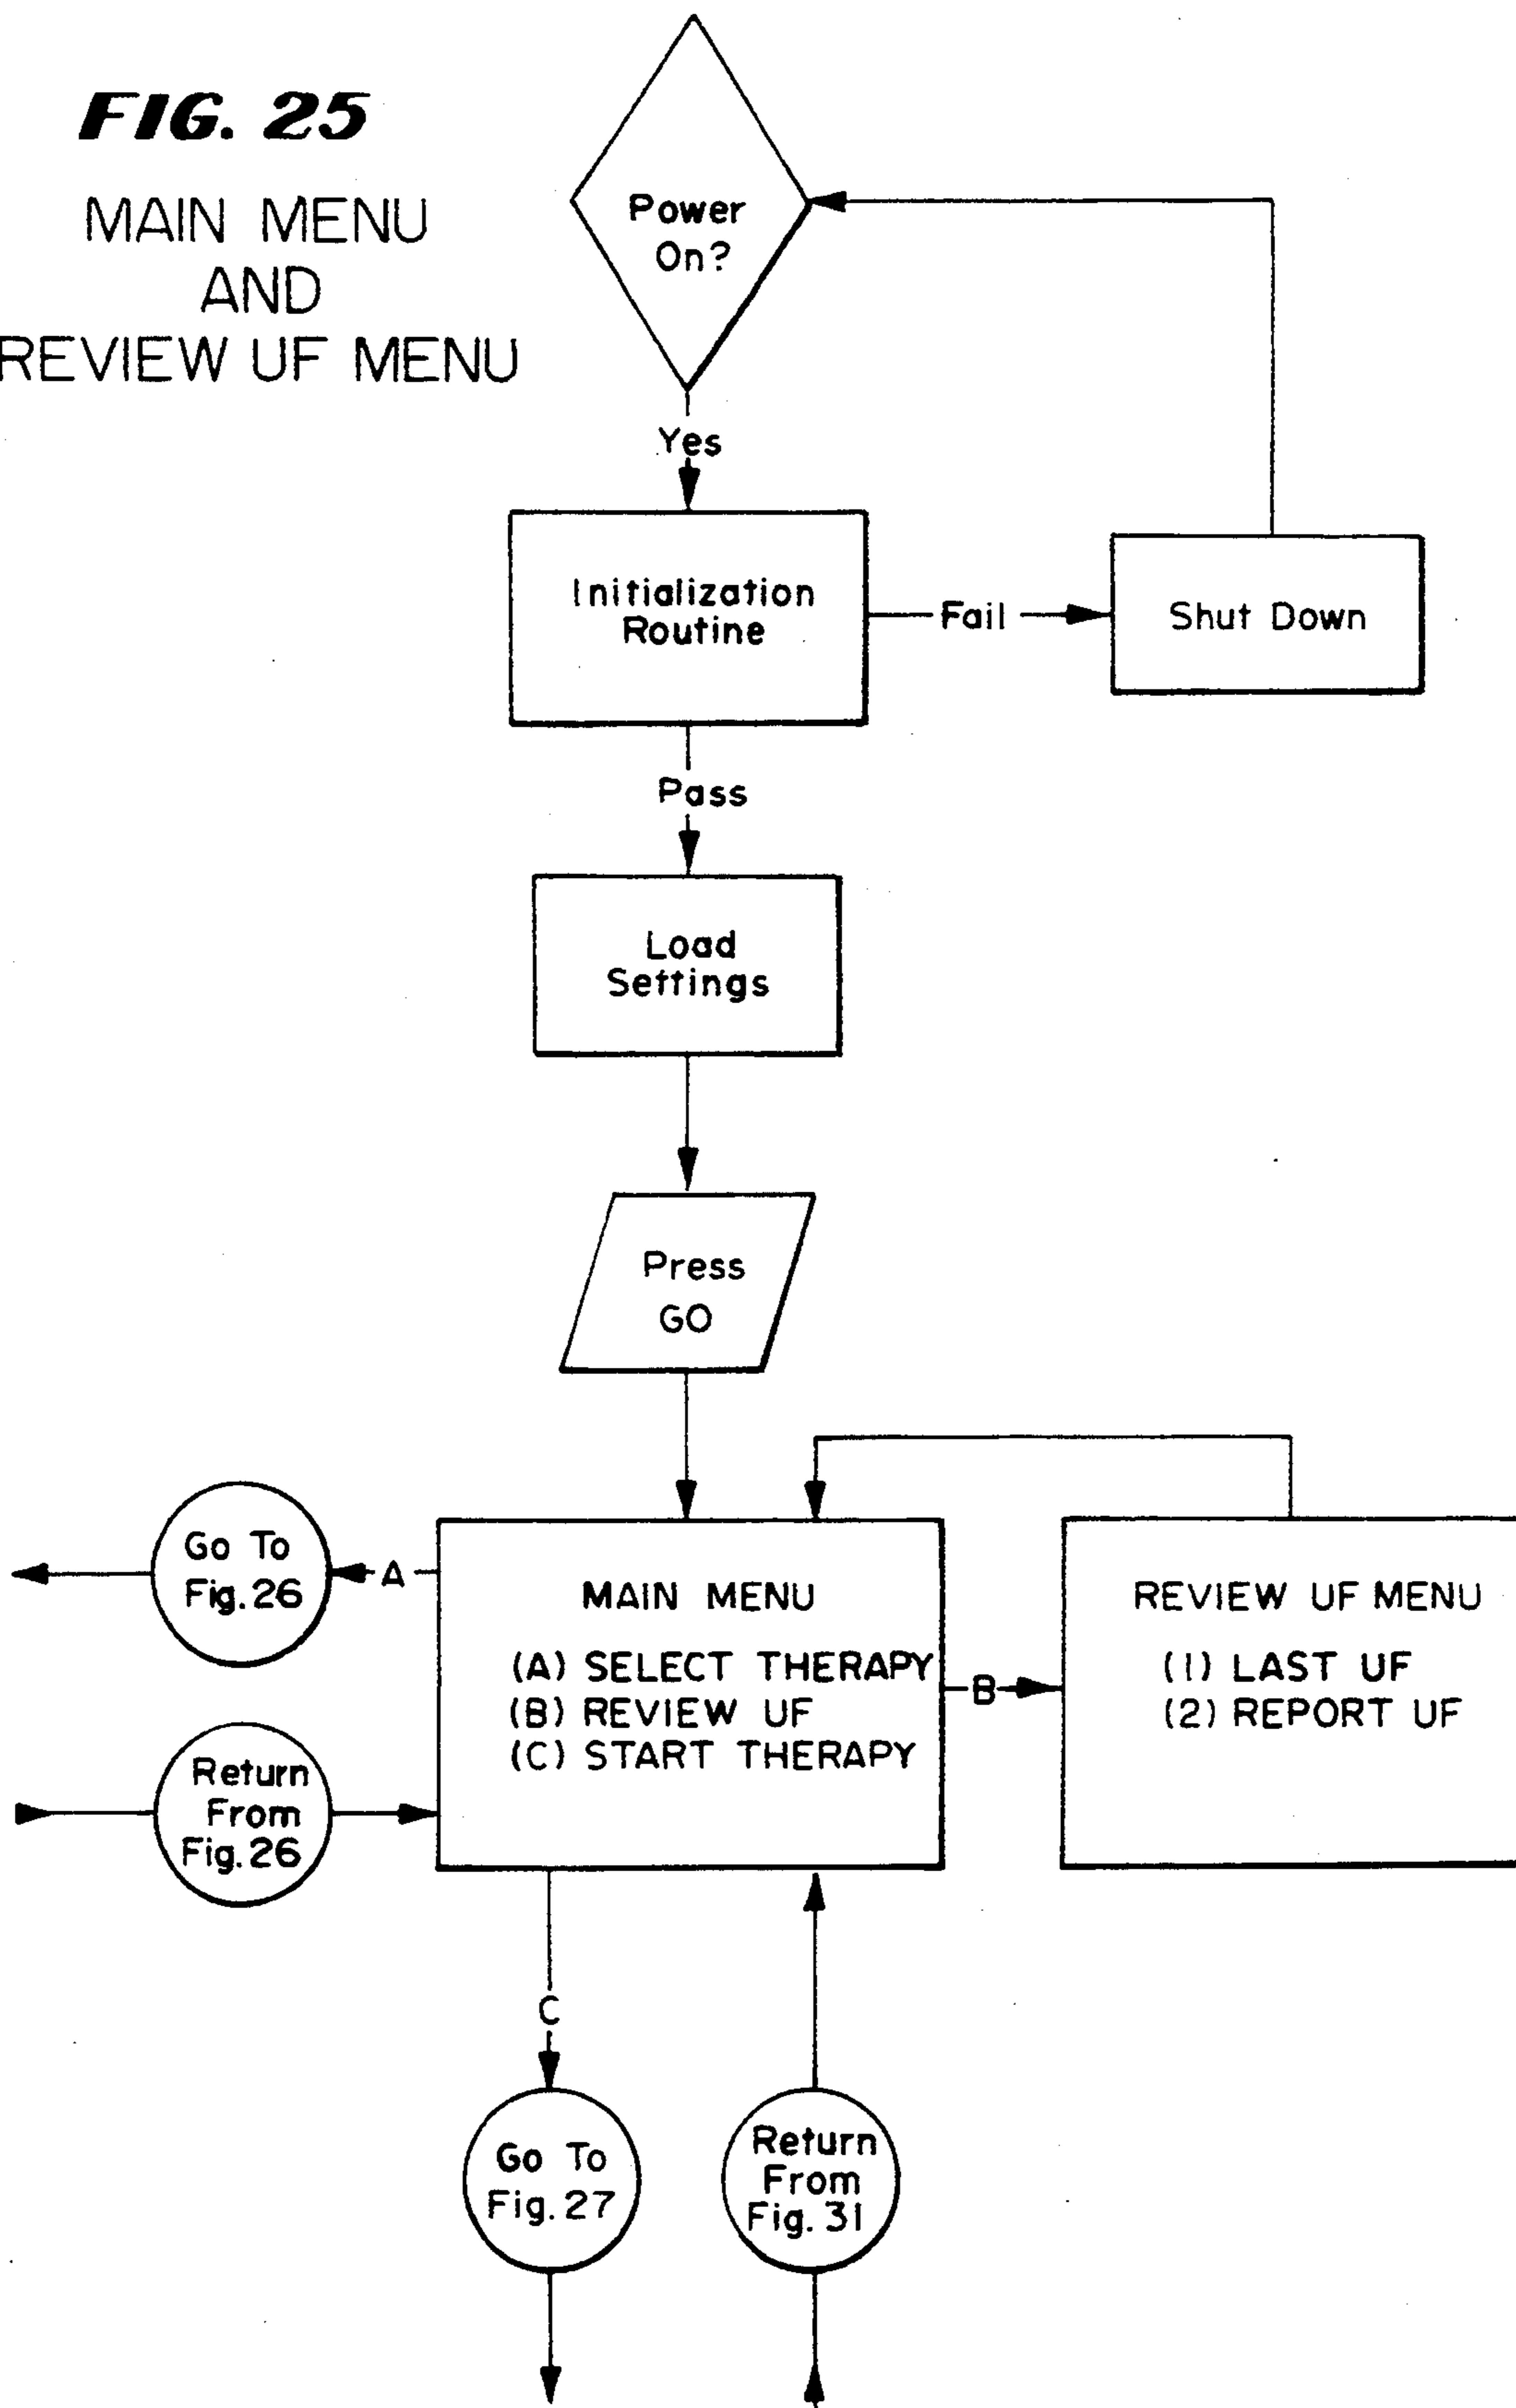 FIG. 25
MAIN MENU
AND
REVIEW UF MENU
Power
On?
Yes
Initialization
Routine
Fail
Shut Down
Pass
Load
Settings
Press
GO
Go To
Fig. 26
A
MAIN MENU
(A) SELECT THERAPY
(B) REVIEW UF
(C) START THERAPY
B
REVIEW UF MENU
(1) LAST UF
(2) REPORT UF
Return
From
Fig. 26
C
Go To
Fig. 27
Return
From
Fig. 31